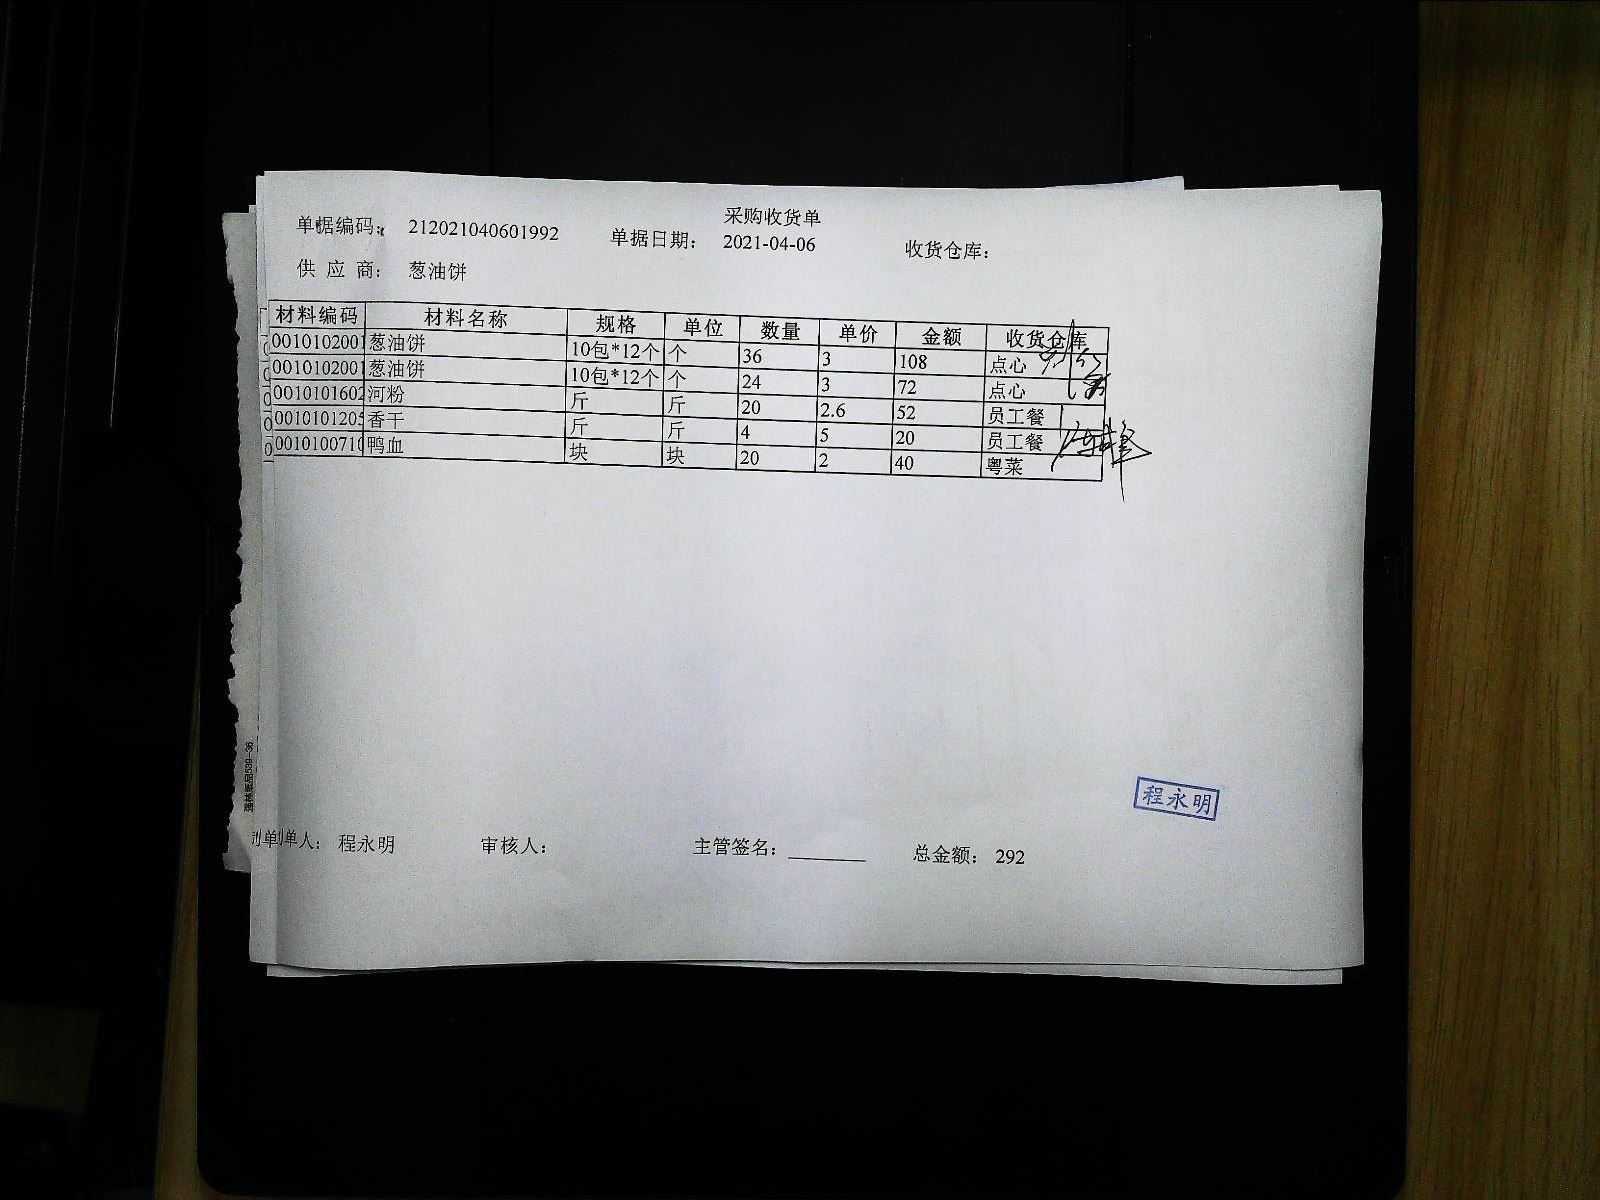 采购收货单
单据编码： 212021040601992 单据日期： 2021-04-06 收货仓库：
供 应 商： 葱油饼
材料编码 材料名称 规格 单位 数量 单价 金额 收货仓库
0010102001 葱油饼 10包*12个 个 36 3 108 点心
0010102001 葱油饼 10包*12个 个 24 3 72 点心
0010101602 河粉 斤 斤 20 2.6 52 员工餐
0010101205 香干 斤 斤 4 5 20 员工餐
0010100710 鸭血 块 块 20 2 40 粤菜
程永明
制单人： 程永明 审核人： 主管签名： 总金额： 292